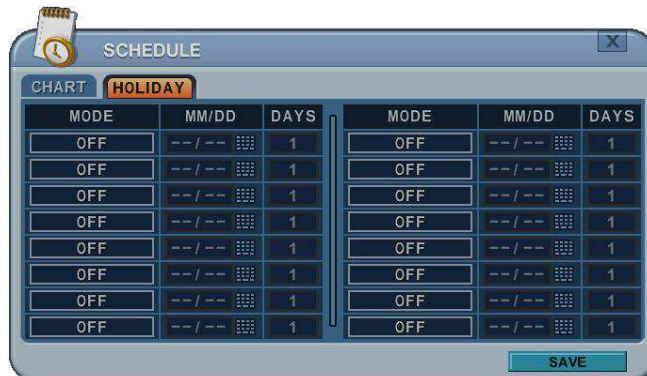 SCHEDULE X
CHART HOLIDAY
MODE MM/DD DAYS MODE MM/DD DAYS
OFF --/-- 1 OFF --/-- 1
OFF --/-- 1 OFF --/-- 1
OFF --/-- 1 OFF --/-- 1
OFF --/-- 1 OFF --/-- 1
OFF --/-- 1 OFF --/-- 1
OFF --/-- 1 OFF --/-- 1
OFF --/-- 1 OFF --/-- 1
OFF --/-- 1 OFF --/-- 1
SAVE